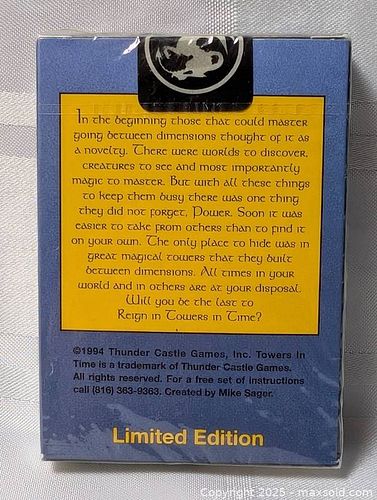 In the beginning those that could master
going between dimensions thought of it as
a novelty. There were worlds to discover,
creatures to see and most importantly
magic to master. But with all these things
to keep them busy there was one thing
they did not forget, Power. Soon it was
easier to take from others than to find it
on your own. The only place to hide was in
great magical towers that they built
between dimensions. All times in your
world and in others are at your disposal.
Will you be the last to
Reign in Towers in Time?
©1994 Thunder Castle Games, Inc. Towers In
Time is a trademark of Thunder Castle Games.
All rights reserved. For a free set of instructions
call (816) 363-9363. Created by Mike Sager.
Limited Edition
Copyright 2025 - maxsold.com